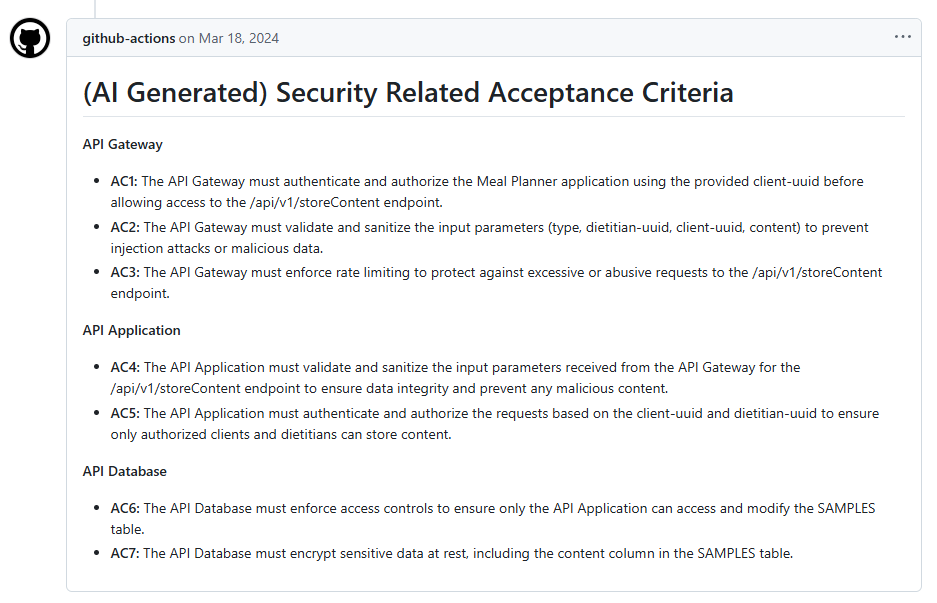 github-actions on Mar 18, 2024
(AI Generated) Security Related Acceptance Criteria
API Gateway
AC1: The API Gateway must authenticate and authorize the Meal Planner application using the provided client-uuid before
allowing access to the /api/v1/storeContent endpoint.
AC2: The API Gateway must validate and sanitize the input parameters (type, dietitian-uuid, client-uuid, content) to prevent
injection attacks or malicious data.
AC3: The API Gateway must enforce rate limiting to protect against excessive or abusive requests to the /api/v1/storeContent
endpoint.
API Application
AC4: The API Application must validate and sanitize the input parameters received from the API Gateway for the
/api/v1/storeContent endpoint to ensure data integrity and prevent any malicious content.
AC5: The API Application must authenticate and authorize the requests based on the client-uuid and dietitian-uuid to ensure
only authorized clients and dietitians can store content.
API Database
AC6: The API Database must enforce access controls to ensure only the API Application can access and modify the SAMPLES
table.
AC7: The API Database must encrypt sensitive data at rest, including the content column in the SAMPLES table.